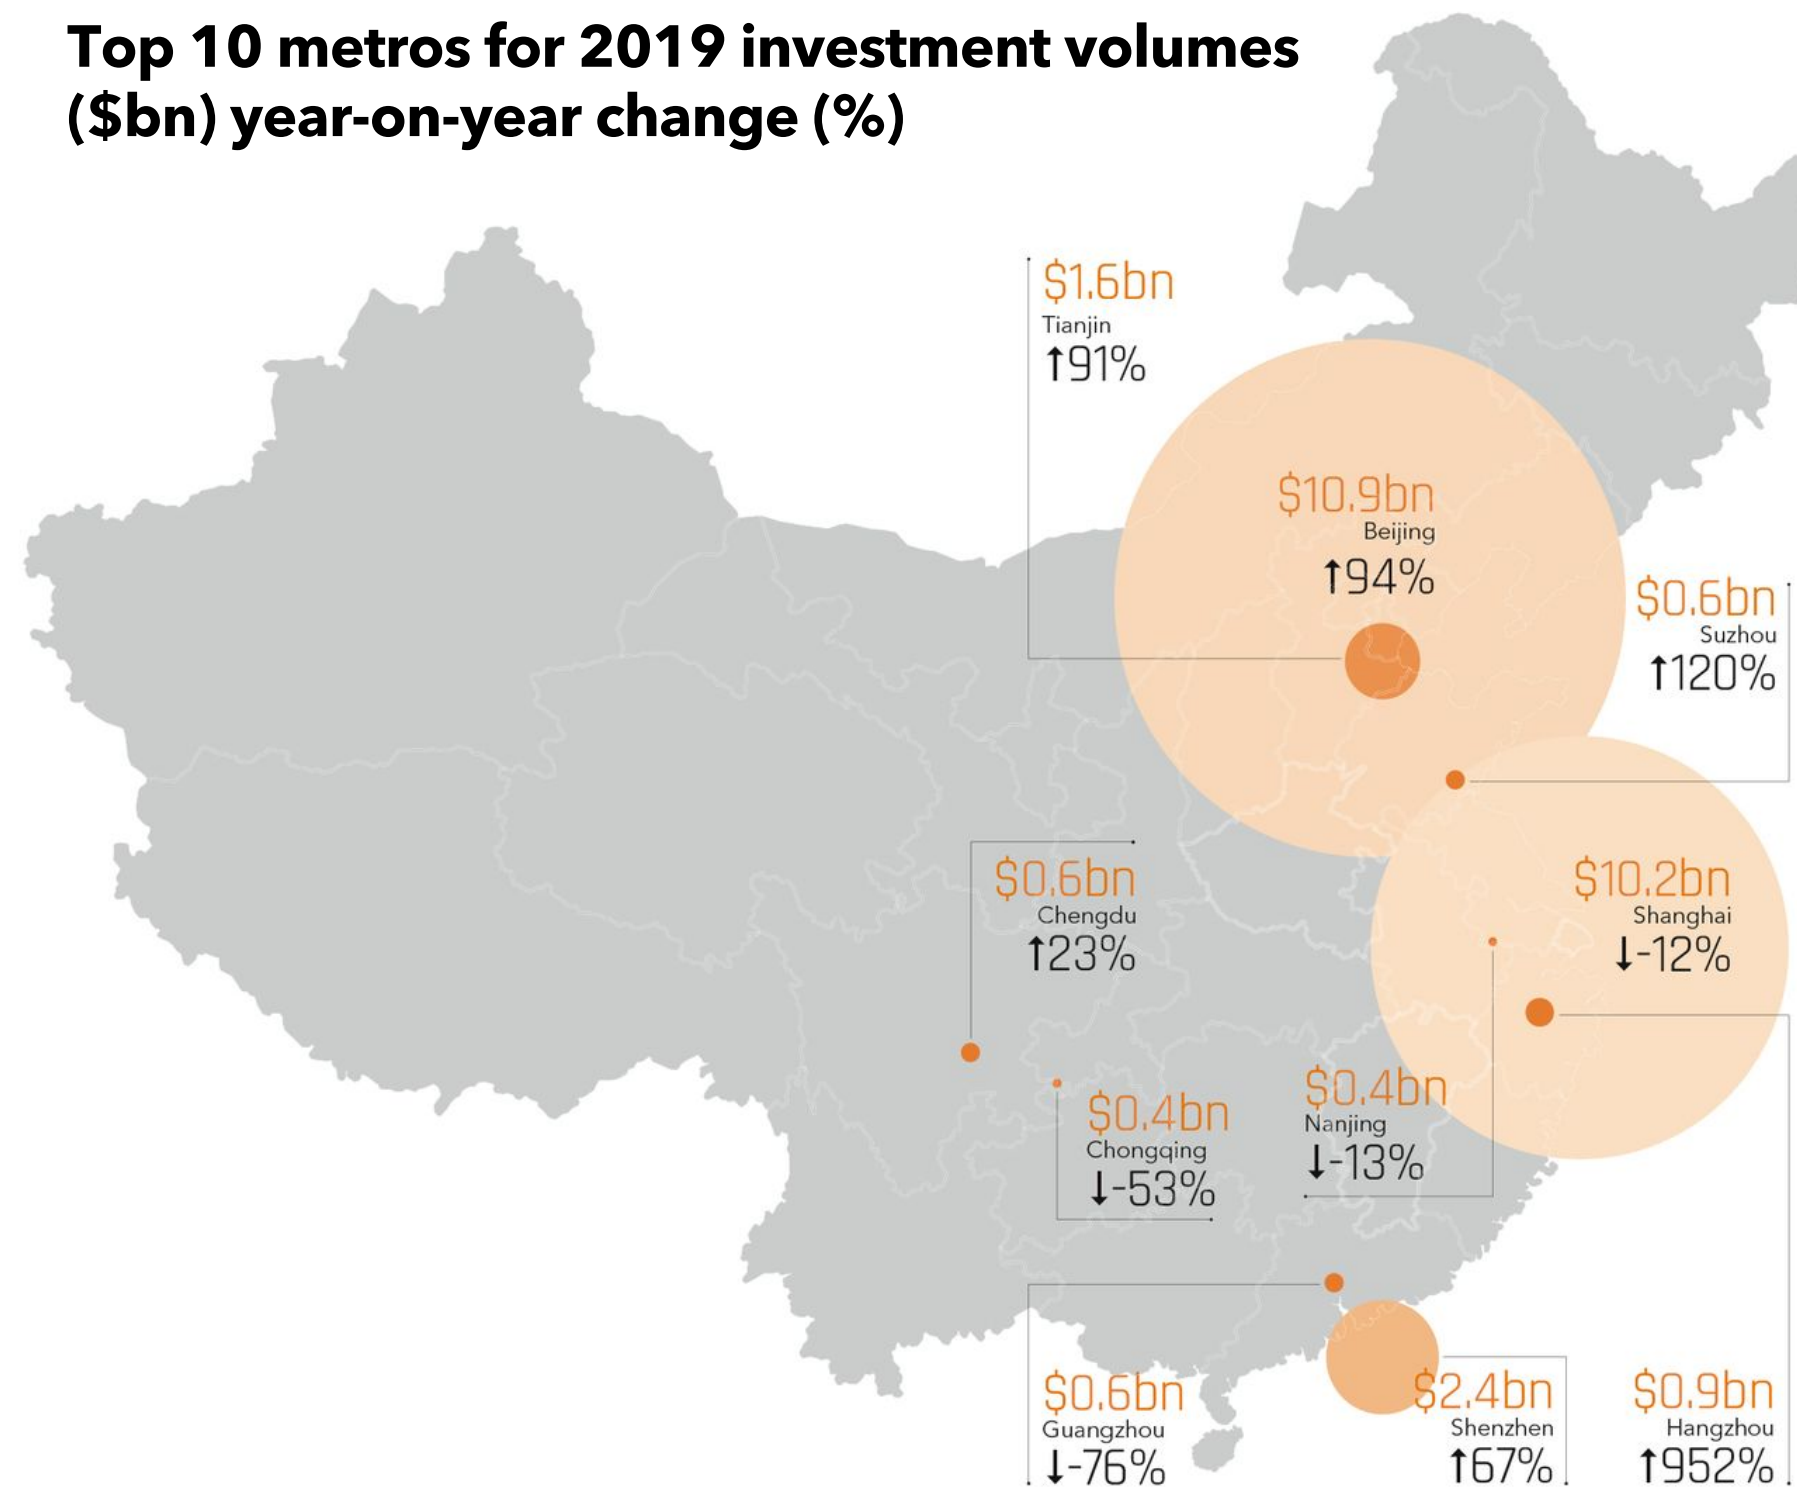 Top 10 metros for 2019 investment volumes
($bn) year-on-year change (%)
$1.6bn
Tianjin
↑91%
$10.9bn
Beijing
↑94%
$0.6bn
Suzhou
↑120%
$0.6bn
Chengdu
↑23%
$10.2bn
Shanghai
↓-12%
$0.4bn
Chongqing
↓-53%
$0.4bn
Nanjing
↓-13%
$0.6bn
Guangzhou
↓-76%
$2.4bn
Shenzhen
↑67%
$0.9bn
Hangzhou
↑952%